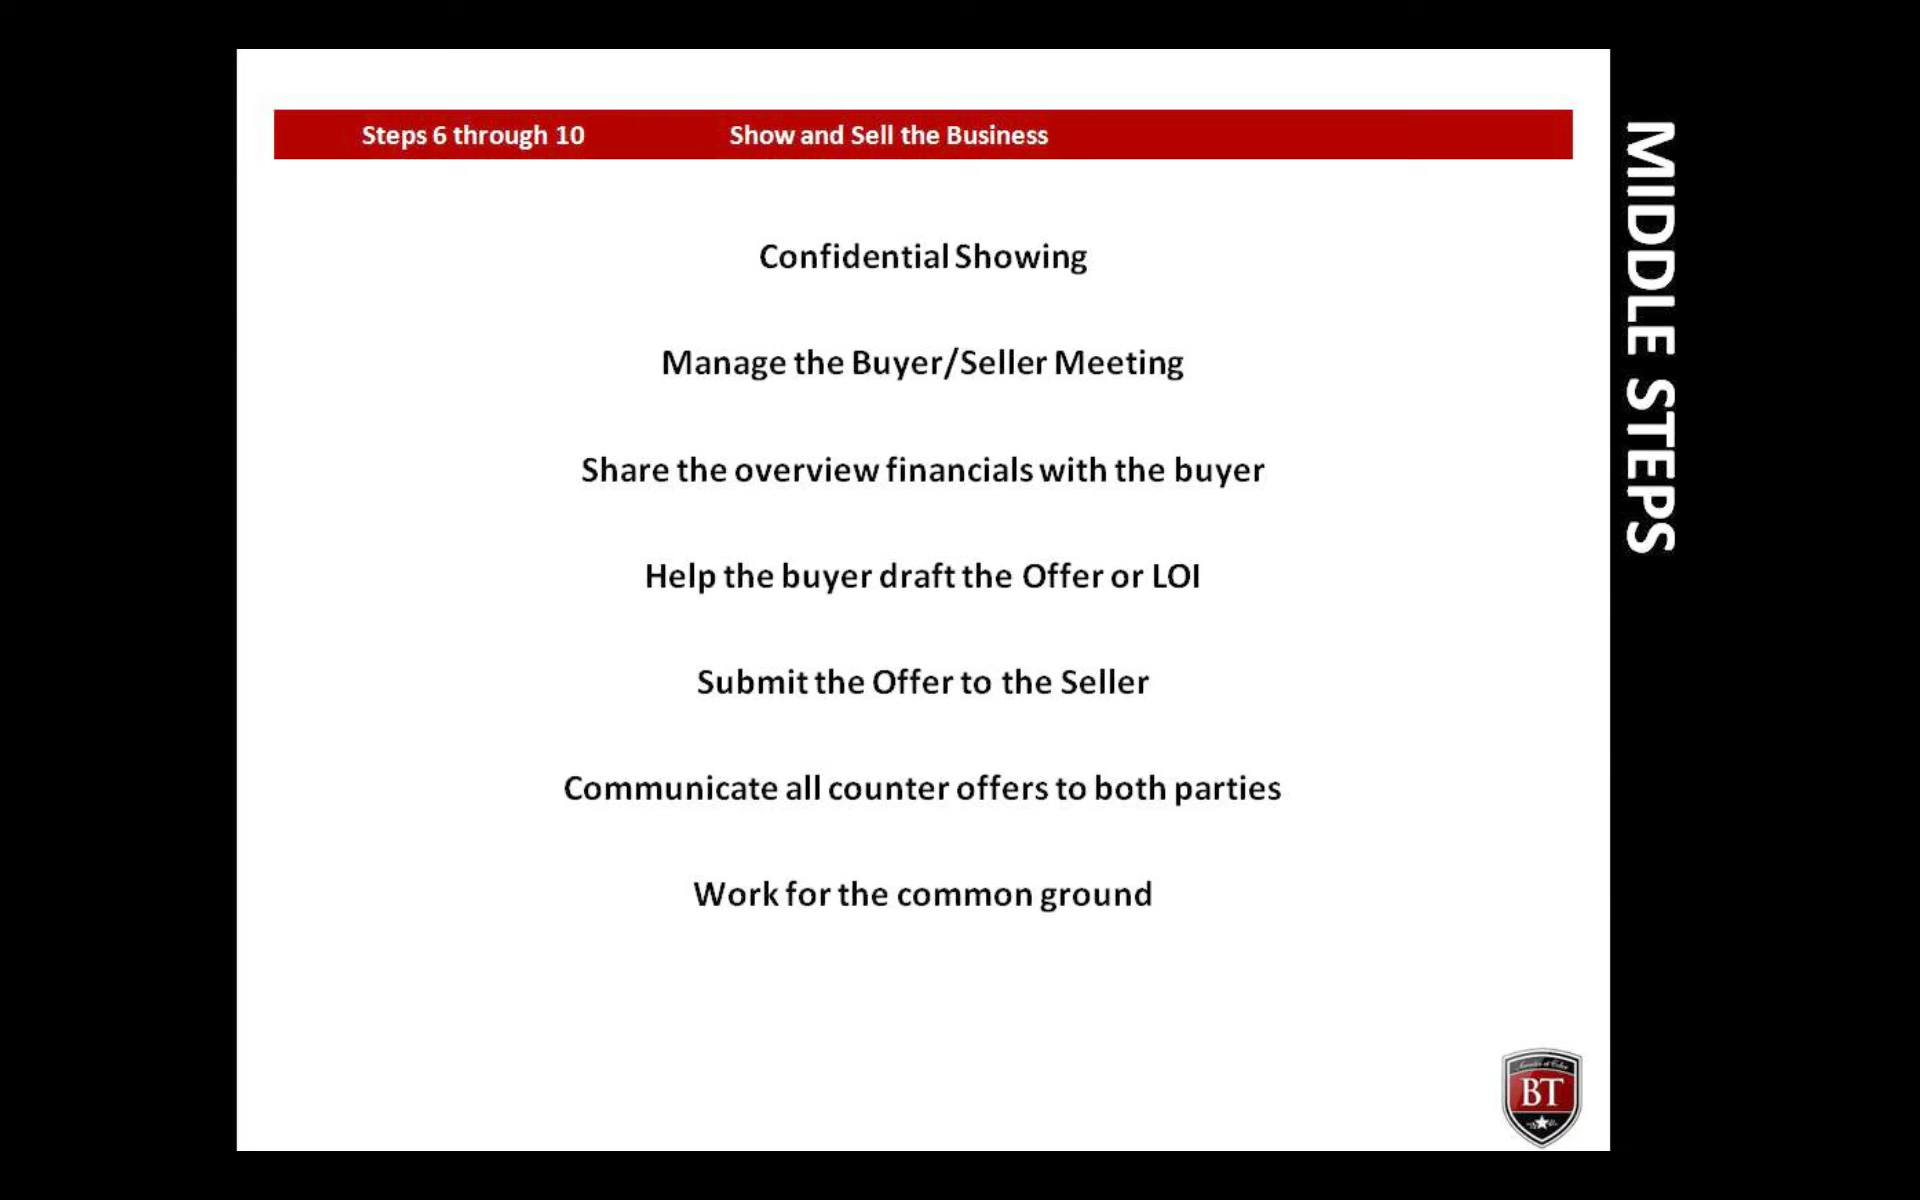 Steps 6 through 10 Show and Sell the Business
Confidential Showing
Manage the Buyer/Seller Meeting
Share the overview financials with the buyer
Help the buyer draft the Offer or LOI
Submit the Offer to the Seller
Communicate all counter offers to both parties
Work for the common ground
MIDDLE STEPS
BT